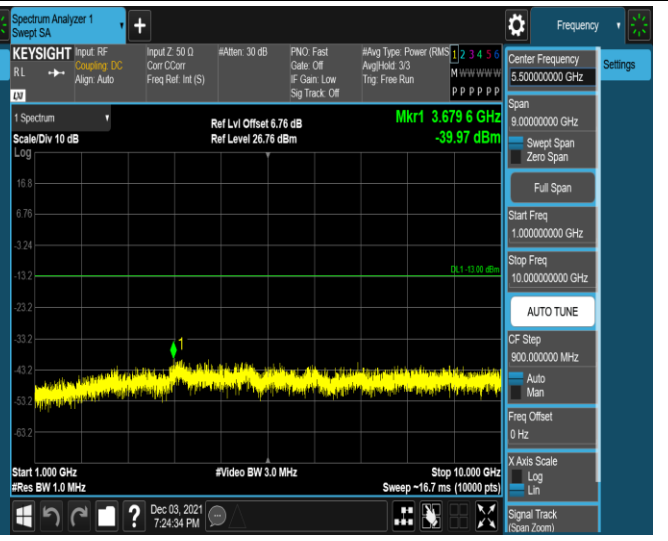 Spectrum Analyzer 1
Swept SA
+
Frequency
KEYSIGHT
RL
LXI
Input: RF
Coupling: DC
Align: Auto
Input Z: 50 Ω
Corr CCorr
Freq Ref: Int (S)
#Atten: 30 dB
PNO: Fast
Gate: Off
IF Gain: Low
Sig Track: Off
#Avg Type: Power (RMS
Avg|Hold: 3/3
Trig: Free Run
1 2 3 4 5 6
M W W W W W
P P P P P P
Settings
1 Spectrum
Scale/Div 10 dB
Log
Ref Lvl Offset 6.76 dB
Ref Level 26.76 dBm
Mkr1 3.679 6 GHz
-39.97 dBm
16.8
6.76
-3.24
-13.2
-23.2
-33.2
-43.2
-53.2
-63.2
DL1 -13.00 dBm
1
Start 1.000 GHz
#Res BW 1.0 MHz
#Video BW 3.0 MHz
Stop 10.000 GHz
Sweep ~16.7 ms (10000 pts)
Center Frequency
5.500000000 GHz
Span
9.00000000 GHz
Swept Span
Zero Span
Full Span
Start Freq
1.000000000 GHz
Stop Freq
10.000000000 GHz
AUTO TUNE
CF Step
900.000000 MHz
Auto
Man
Freq Offset
0 Hz
X Axis Scale
Log
Lin
Signal Track
(Span Zoom)
?
Dec 03, 2021
7:24:34 PM